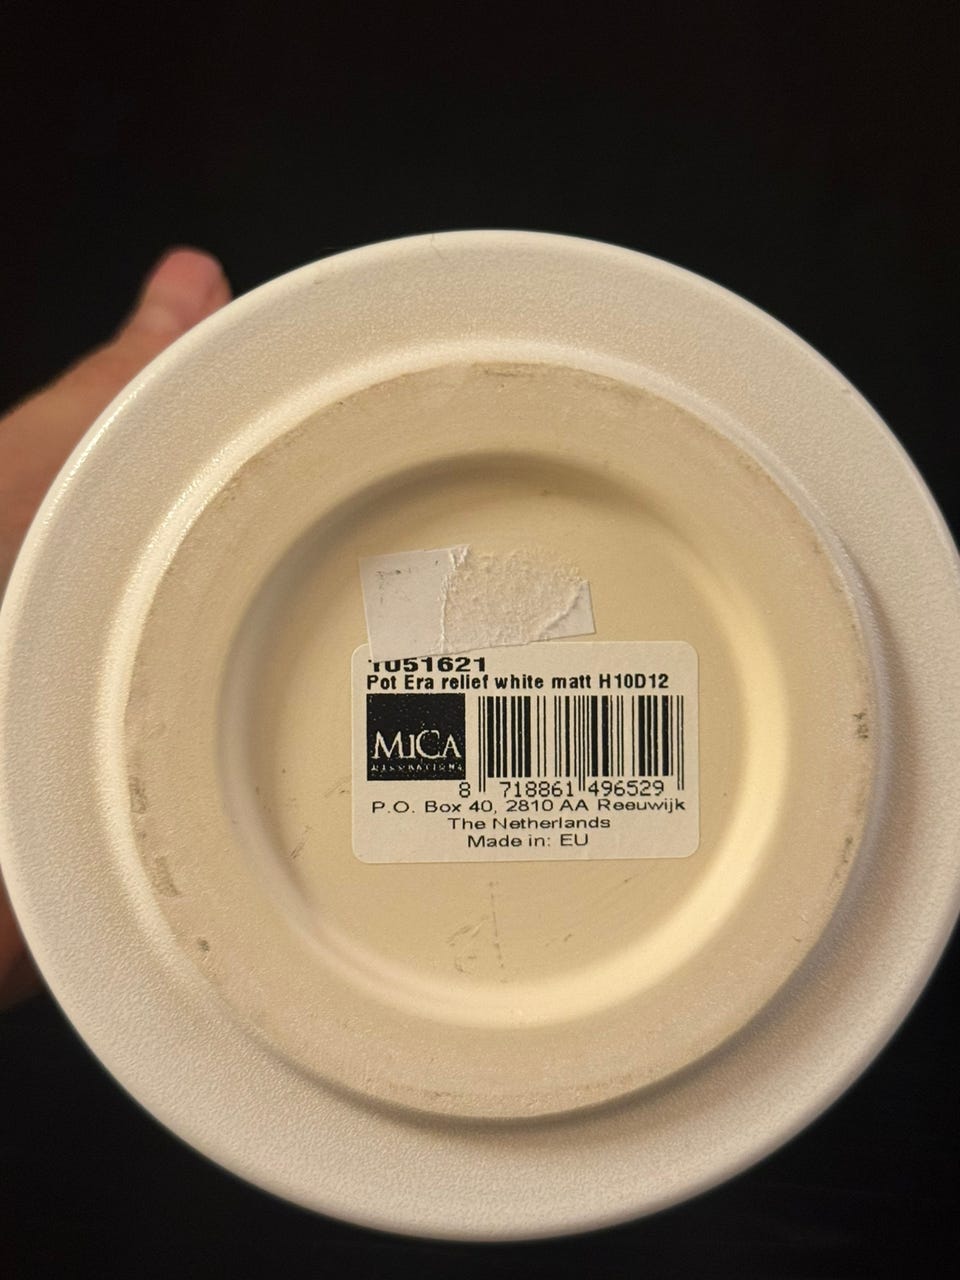 1051621
Pot Era relief white matt H10D12
MiCA
8 718861 496529
P.O. Box 40, 2810 AA Reeuwijk
The Netherlands
Made in: EU